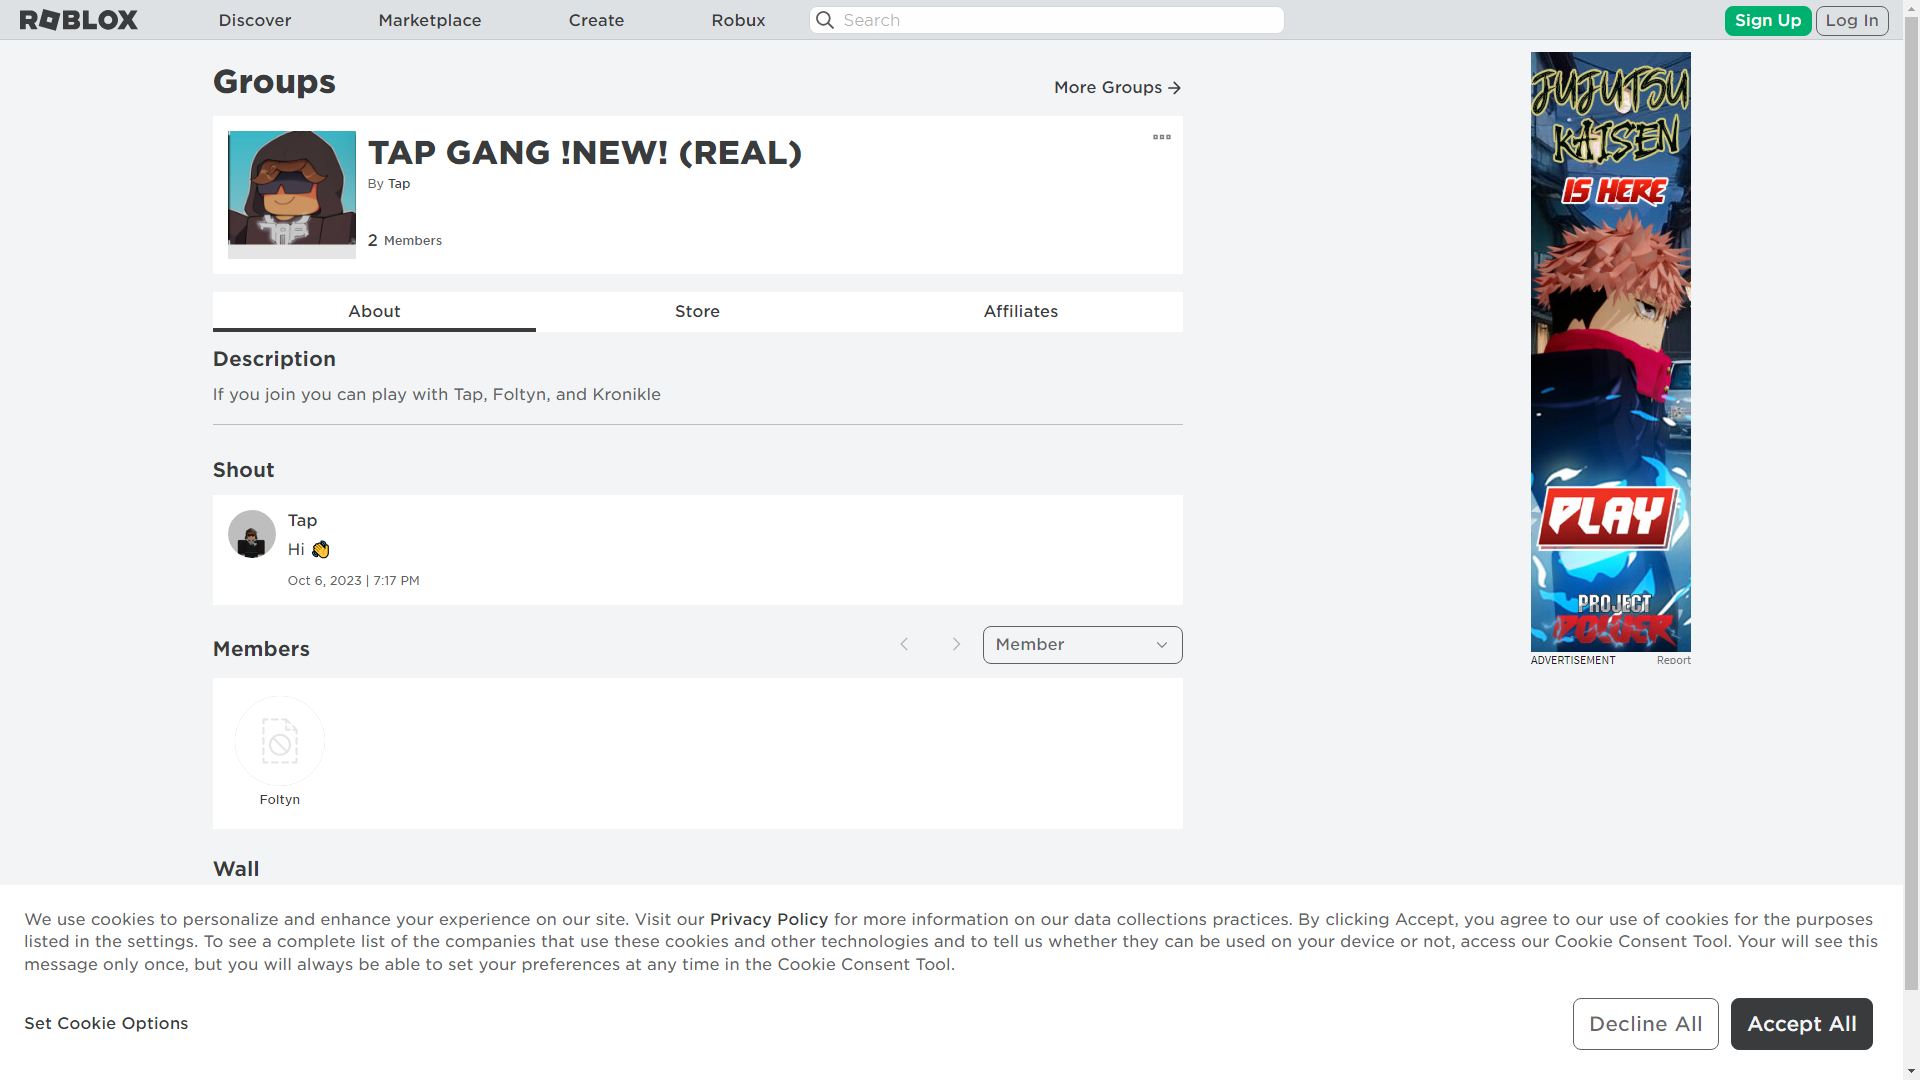 ROBLOX
Discover
Marketplace
Create
Robux
Search
Sign Up
Log In
Groups
More Groups
TAP GANG !NEW! (REAL)
By Tap
2 Members
TAP
About
Store
Affiliates
Description
If you join you can play with Tap, Foltyn, and Kronikle
Shout
Tap
Hi 👏
Oct 6, 2023 | 7:17 PM
Members
Member
Foltyn
Wall
JUJUTSU
KAISEN
IS HERE
PLAY
PROJECT
POWER
ADVERTISEMENT
Report
We use cookies to personalize and enhance your experience on our site. Visit our Privacy Policy for more information on our data collections practices. By clicking Accept, you agree to our use of cookies for the purposes
listed in the settings. To see a complete list of the companies that use these cookies and other technologies and to tell us whether they can be used on your device or not, access our Cookie Consent Tool. Your will see this
message only once, but you will always be able to set your preferences at any time in the Cookie Consent Tool.
Set Cookie Options
Decline All
Accept All